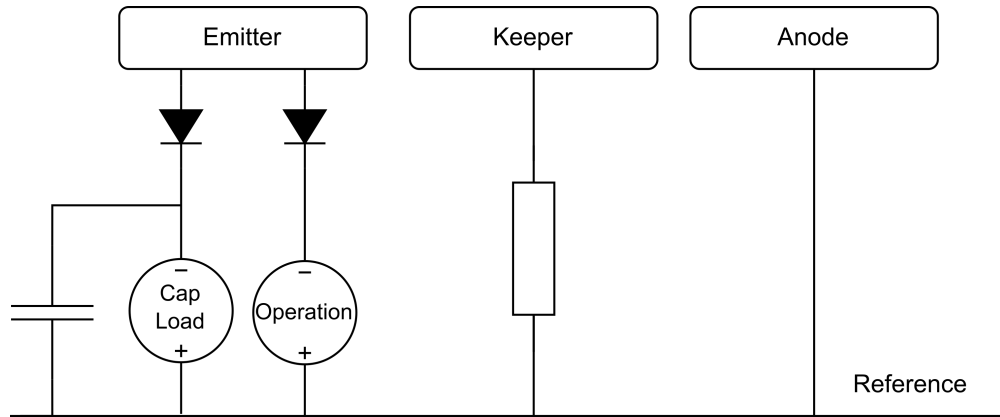 Emitter
Keeper
Anode
−
−
Cap
Load
Operation
+
+
Reference